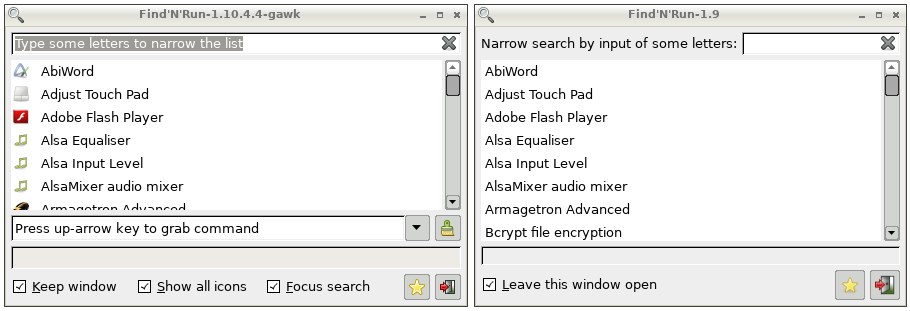 Find'N'Run-1.10.4.4-gawk
Type some letters to narrow the list
AbiWord
Adjust Touch Pad
Adobe Flash Player
Alsa Equaliser
Alsa Input Level
AlsaMixer audio mixer
Armagetron Advanced
Press up-arrow key to grab command
Keep window Show all icons Focus search
Find'N'Run-1.9
Narrow search by input of some letters:
AbiWord
Adjust Touch Pad
Adobe Flash Player
Alsa Equaliser
Alsa Input Level
AlsaMixer audio mixer
Armagetron Advanced
Bcrypt file encryption
Leave this window open